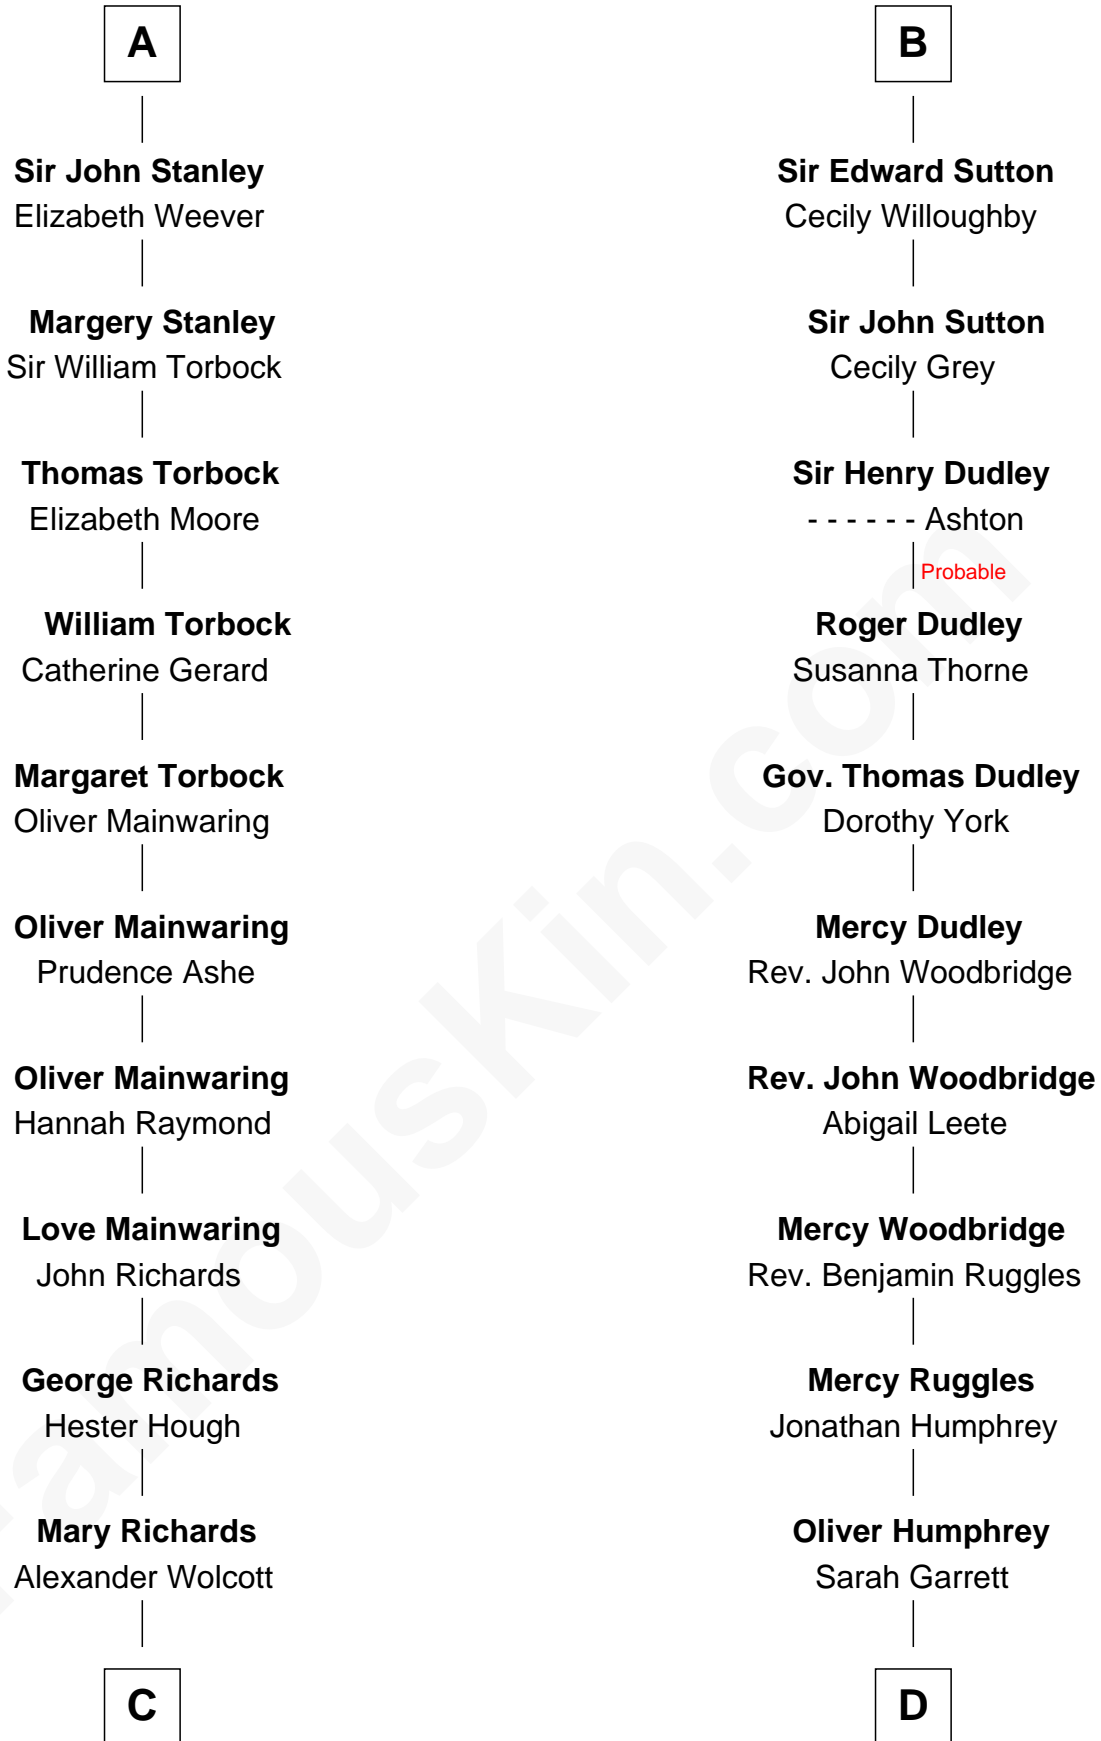 A
Sir John Stanley
Elizabeth Weever
Margery Stanley
Sir William Torbock
Thomas Torbock
Elizabeth Moore
William Torbock
Catherine Gerard
Margaret Torbock
Oliver Mainwaring
Oliver Mainwaring
Prudence Ashe
Oliver Mainwaring
Hannah Raymond
Love Mainwaring
John Richards
George Richards
Hester Hough
Mary Richards
Alexander Wolcott
C
B
Sir Edward Sutton
Cecily Willoughby
Sir John Sutton
Cecily Grey
Sir Henry Dudley
- - - - - - Ashton
Probable
Roger Dudley
Susanna Thorne
Gov. Thomas Dudley
Dorothy York
Mercy Dudley
Rev. John Woodbridge
Rev. John Woodbridge
Abigail Leete
Mercy Woodbridge
Rev. Benjamin Ruggles
Mercy Ruggles
Jonathan Humphrey
Oliver Humphrey
Sarah Garrett
D
FamousKin.com